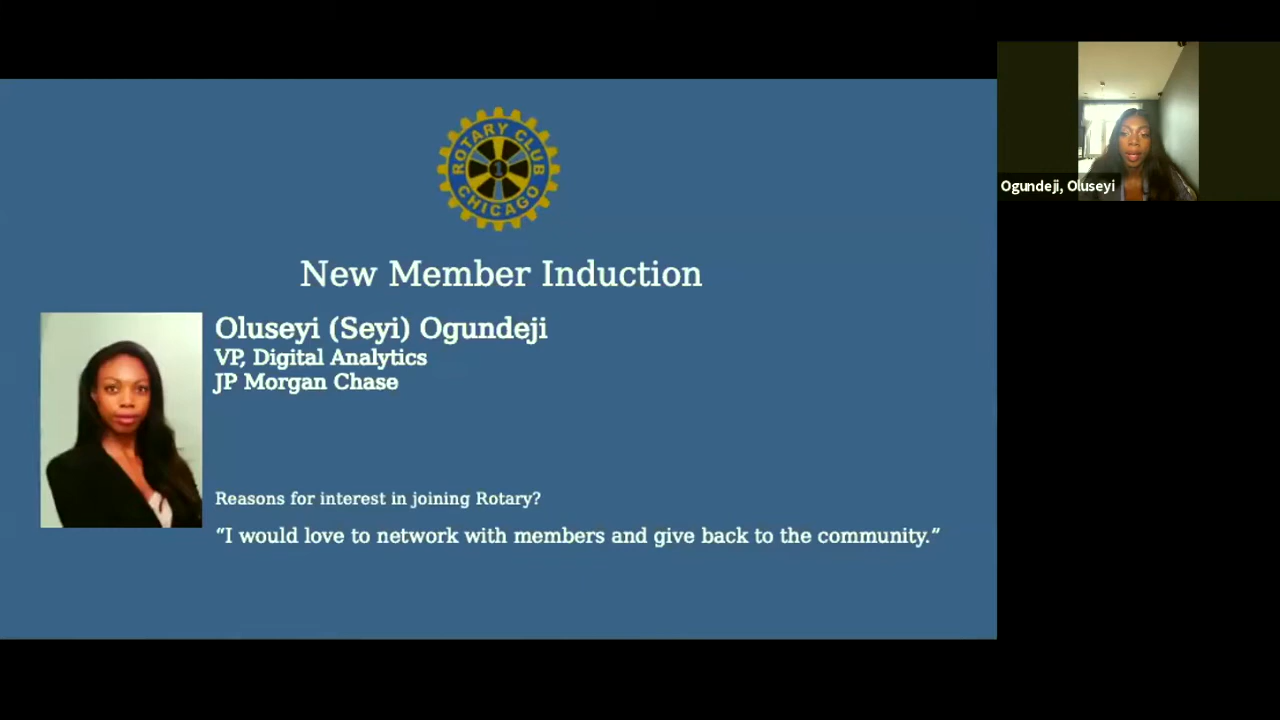 ROTARY CLUB
1
CHICAGO
New Member Induction
Oluseyi (Seyi) Ogundeji
VP, Digital Analytics
JP Morgan Chase
Reasons for interest in joining Rotary?
“I would love to network with members and give back to the community.”
Ogundeji, Oluseyi